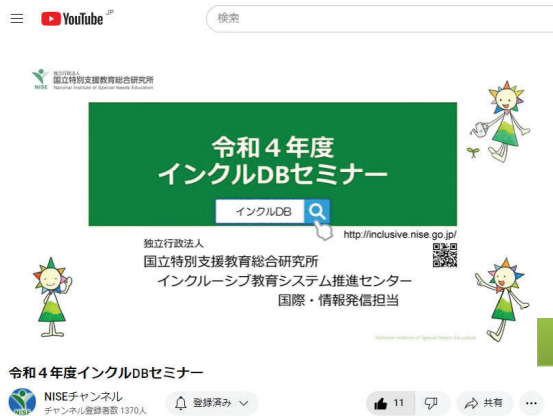 YouTube JP
検索
独立行政法人
国立特別支援教育総合研究所
NISE National Institute of Special Needs Education
令和４年度
インクルDBセミナー
インクルDB
http://inclusive.nise.go.jp/
独立行政法人
国立特別支援教育総合研究所
インクルーシブ教育システム推進センター
国際・情報発信担当
National Institute of Special Needs Education
令和４年度インクルDBセミナー
NISEチャンネル
チャンネル登録者数 1370人
登録済み
11
共有